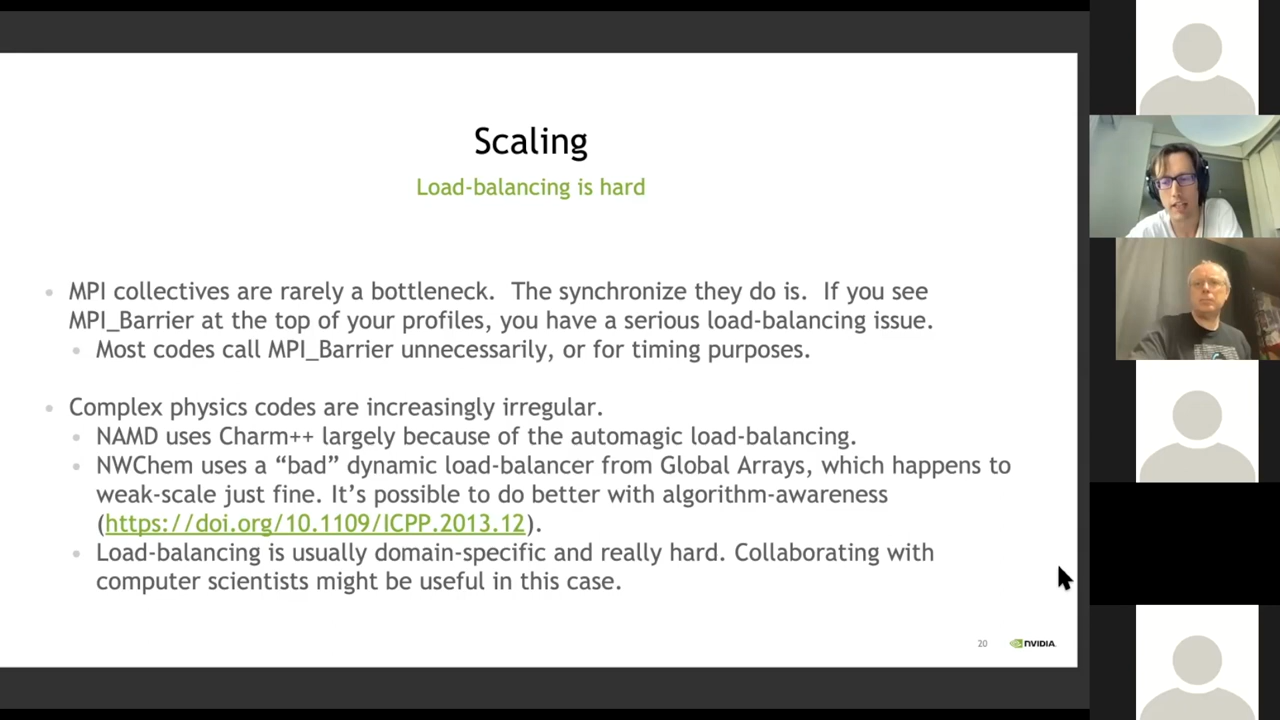 Scaling
Load-balancing is hard
MPI collectives are rarely a bottleneck. The synchronize they do is. If you see
MPI_Barrier at the top of your profiles, you have a serious load-balancing issue.
Most codes call MPI_Barrier unnecessarily, or for timing purposes.
Complex physics codes are increasingly irregular.
NAMD uses Charm++ largely because of the automagic load-balancing.
NWChem uses a “bad” dynamic load-balancer from Global Arrays, which happens to
weak-scale just fine. It’s possible to do better with algorithm-awareness
(https://doi.org/10.1109/ICPP.2013.12).
Load-balancing is usually domain-specific and really hard. Collaborating with
computer scientists might be useful in this case.
20
NVIDIA